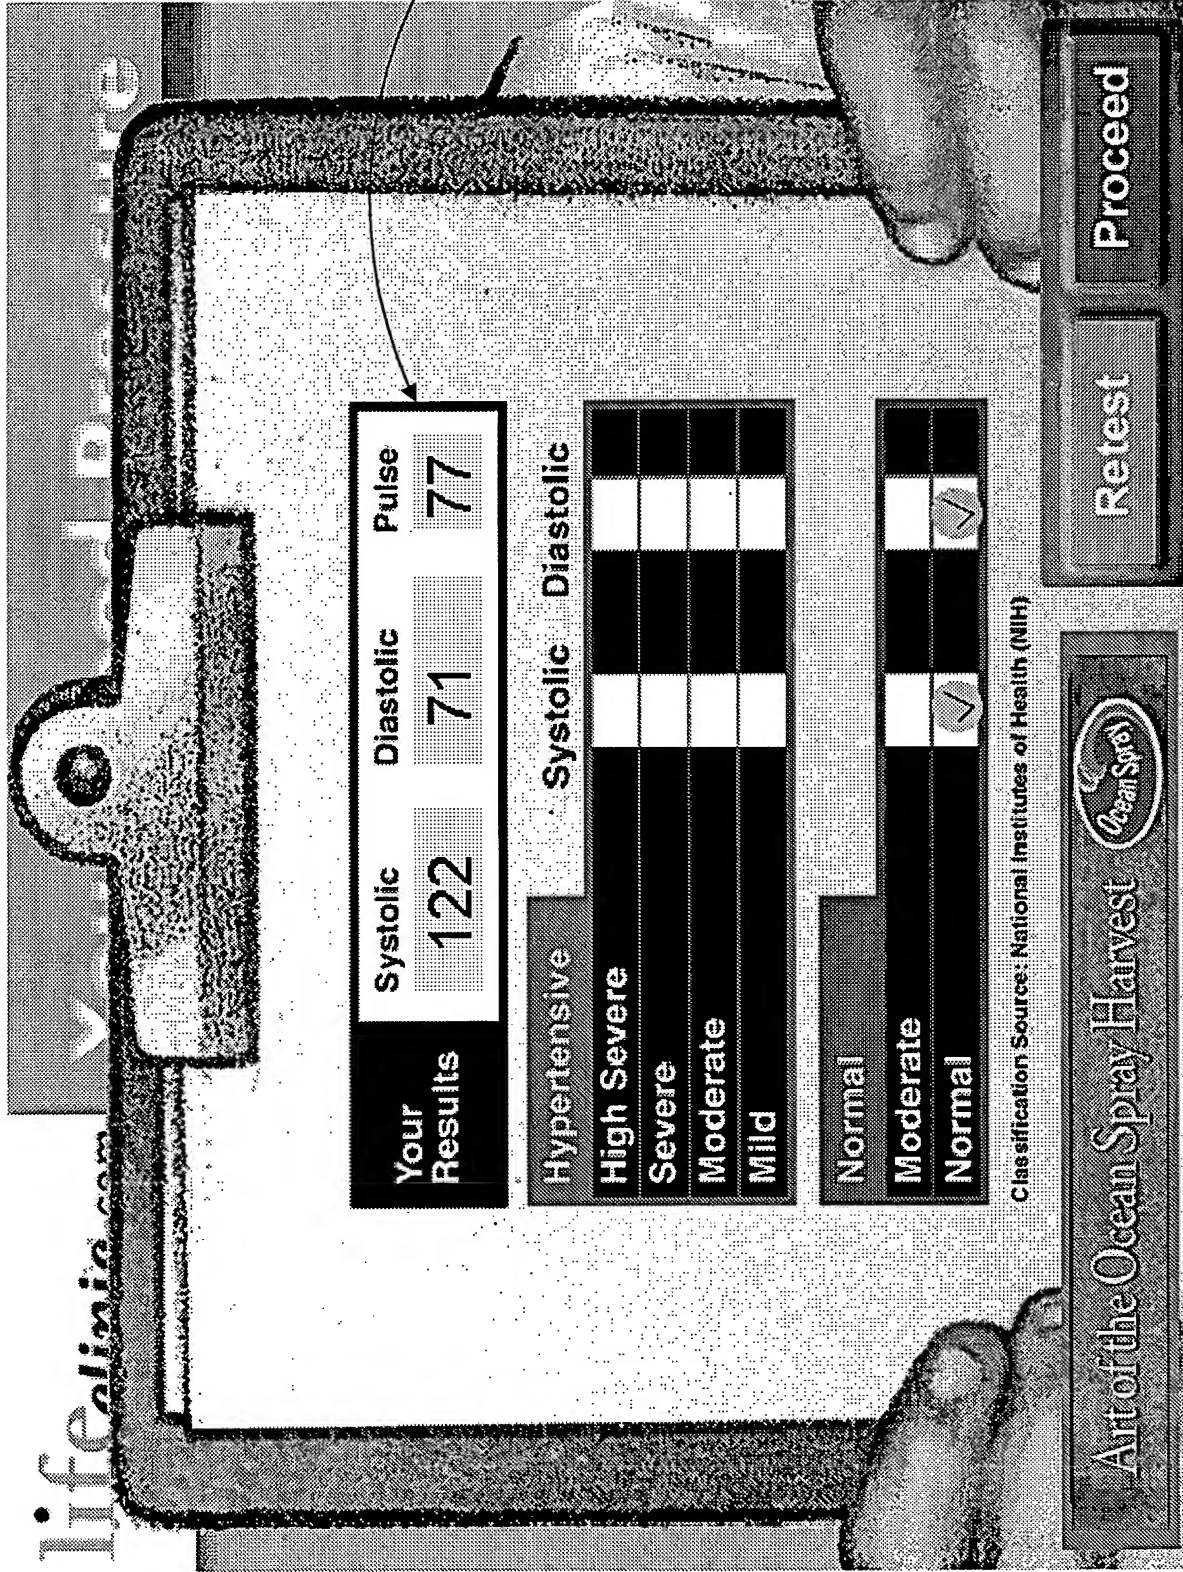 lifeclinic.com
Your
Results
Systolic Diastolic Pulse
122 71 77
Systolic Diastolic
Hypertensive
High Severe
Severe
Moderate
Mild
Normal
Moderate
Normal
Classification Source: National Institutes of Health (NIH)
Art of the Ocean Spray Harvest Ocean Spray
Retest Proceed